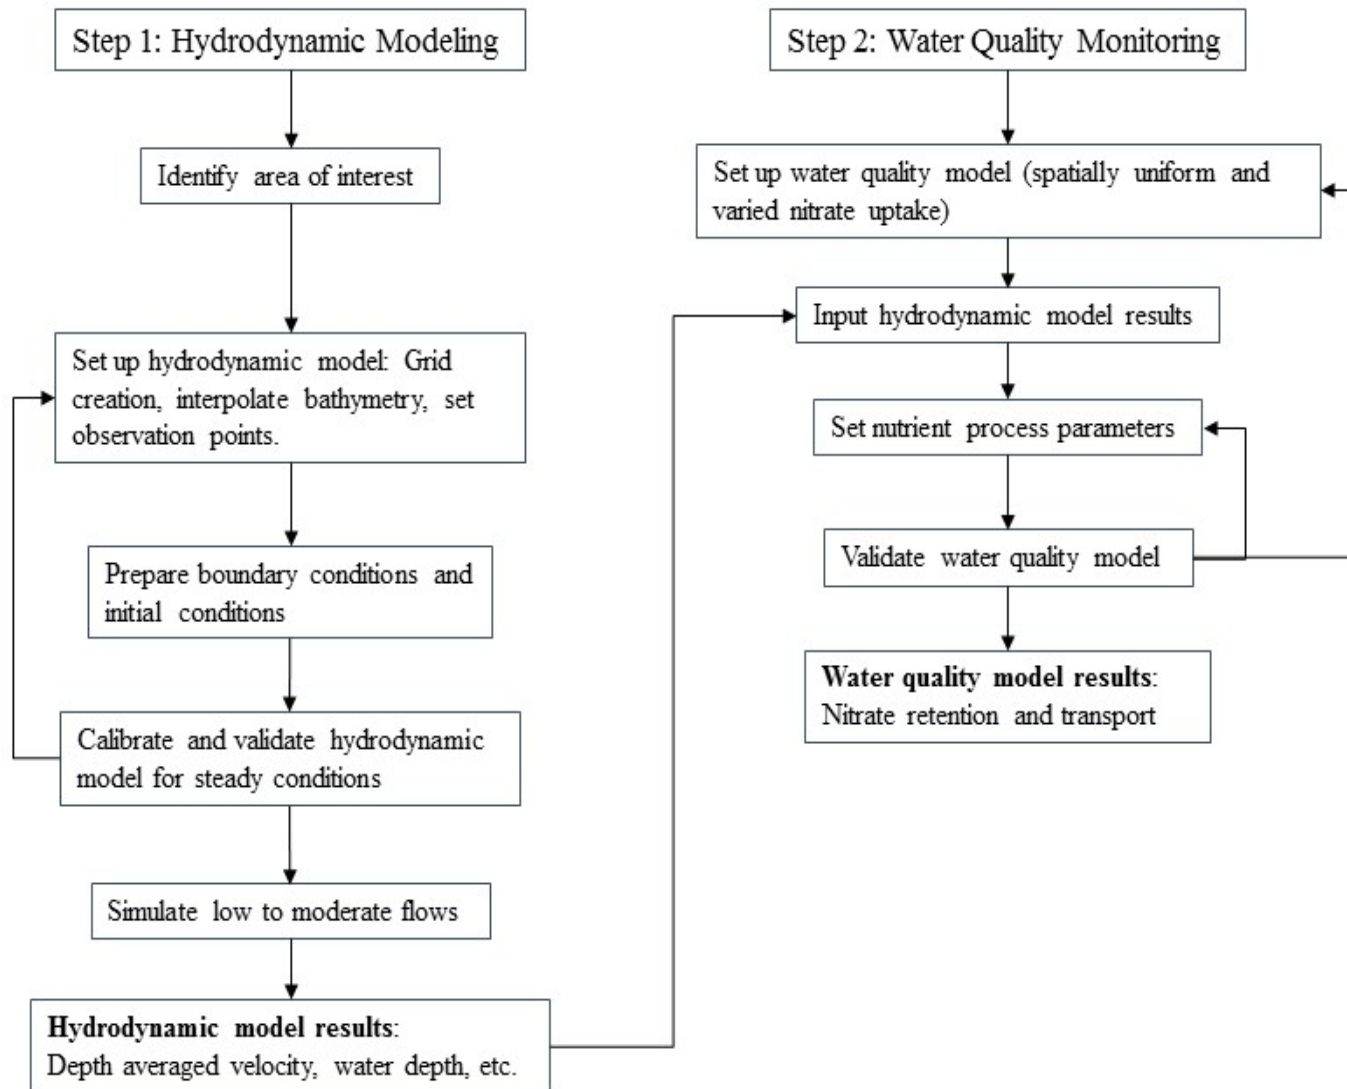 Step 1: Hydrodynamic Modeling
Identify area of interest
Set up hydrodynamic model: Grid
creation, interpolate bathymetry, set
observation points.
Prepare boundary conditions and
initial conditions
Calibrate and validate hydrodynamic
model for steady conditions
Simulate low to moderate flows
Hydrodynamic model results:
Depth averaged velocity, water depth, etc.
Step 2: Water Quality Monitoring
Set up water quality model (spatially uniform and
varied nitrate uptake)
Input hydrodynamic model results
Set nutrient process parameters
Validate water quality model
Water quality model results:
Nitrate retention and transport